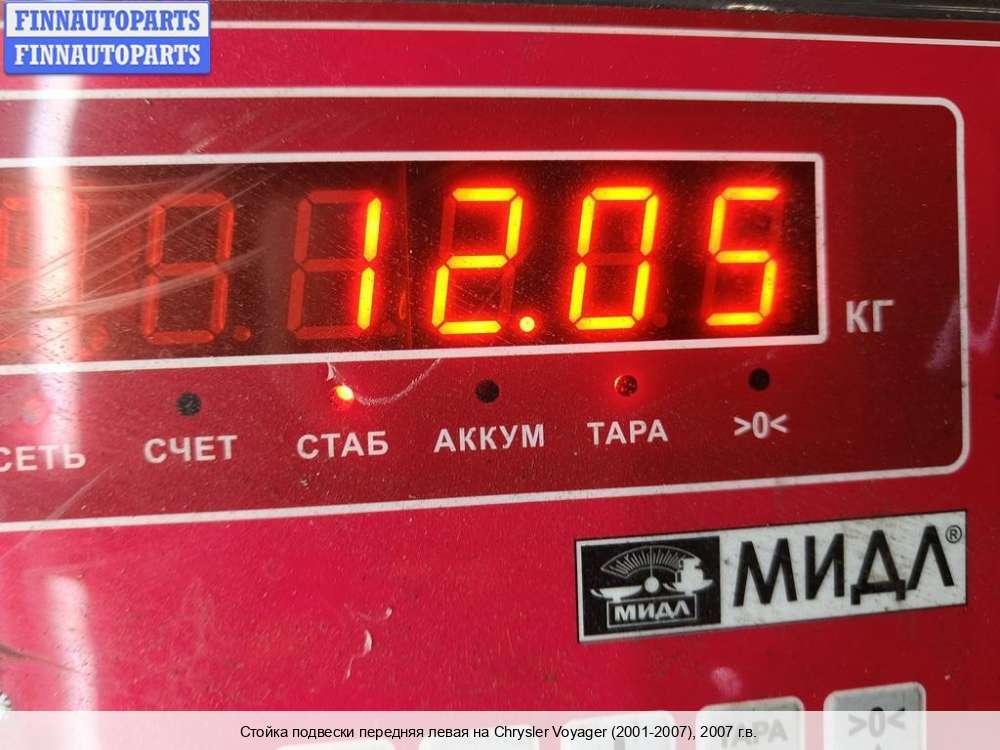 FINNAUTOPARTS
FINNAUTOPARTS
12.05
КГ
СЕТЬ СЧЕТ СТАБ АККУМ ТАРА >0<
МИДЛ МИДЛ®
ТАРА >0<
Стойка подвески передняя левая на Chrysler Voyager (2001-2007), 2007 г.в.